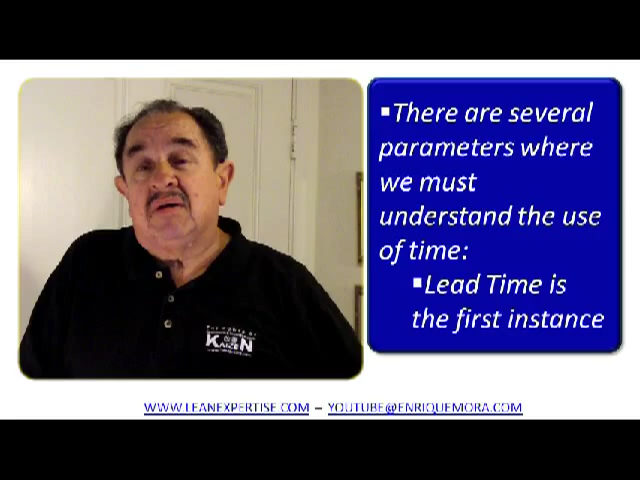 ▪There are several
parameters where
we must
understand the use
of time:
▪Lead Time is
the first instance
KAIZEN
WWW.LEANEXPERTISE.COM – YOUTUBE@ENRIQUEMORA.COM